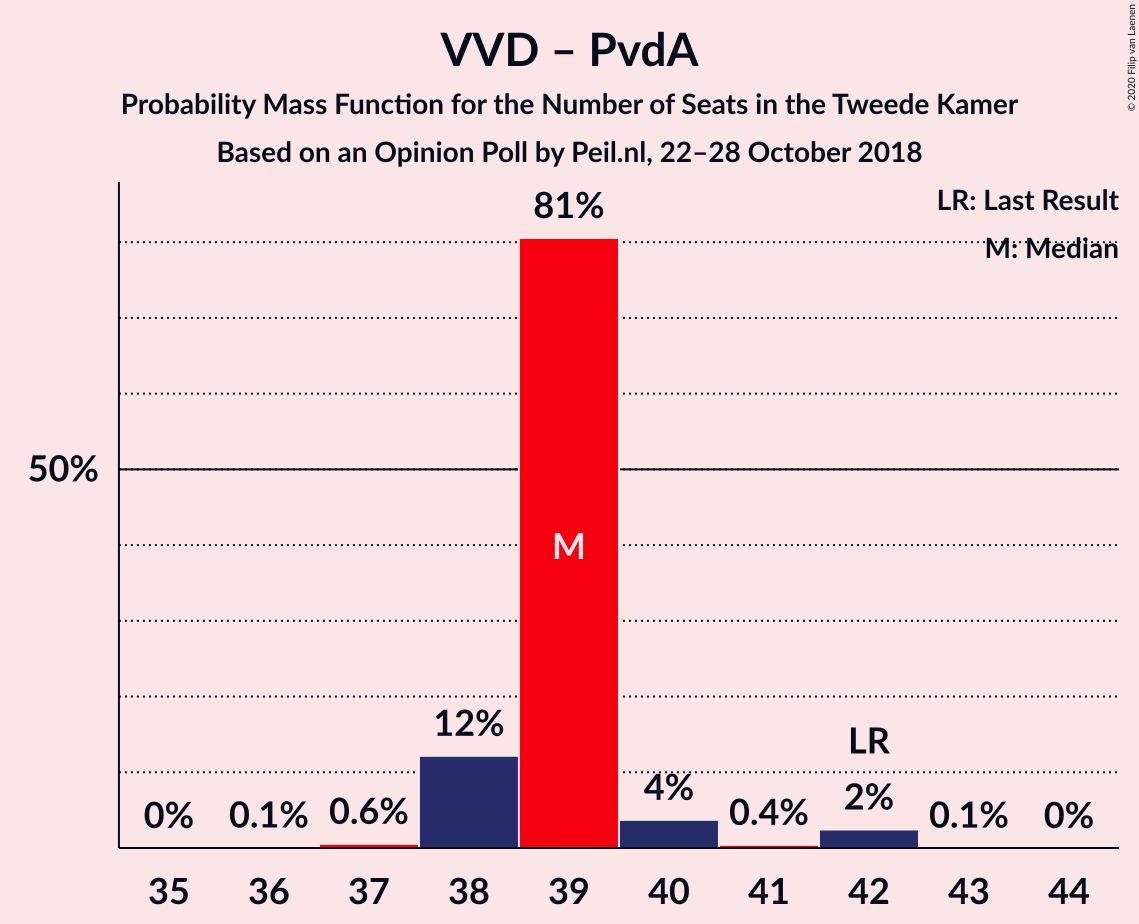 VVD – PvdA
Probability Mass Function for the Number of Seats in the Tweede Kamer
Based on an Opinion Poll by Peil.nl, 22–28 October 2018
© 2020 Filip van Laenen
LR: Last Result
M: Median
81%
50%
M
12%
LR
0%
0.1%
0.6%
4%
0.4%
2%
0.1%
0%
35 36 37 38 39 40 41 42 43 44